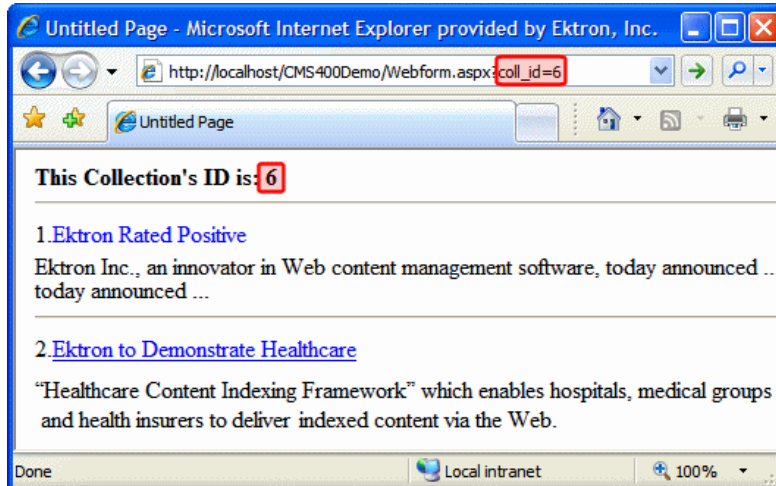 Untitled Page - Microsoft Internet Explorer provided by Ektron, Inc.
http://localhost/CMS400Demo/Webform.aspx?coll_id=6
Untitled Page
This Collection's ID is: 6
1.Ektron Rated Positive
Ektron Inc., an innovator in Web content management software, today announced ...
today announced ...
2.Ektron to Demonstrate Healthcare
“Healthcare Content Indexing Framework” which enables hospitals, medical groups
and health insurers to deliver indexed content via the Web.
Done Local intranet 100%